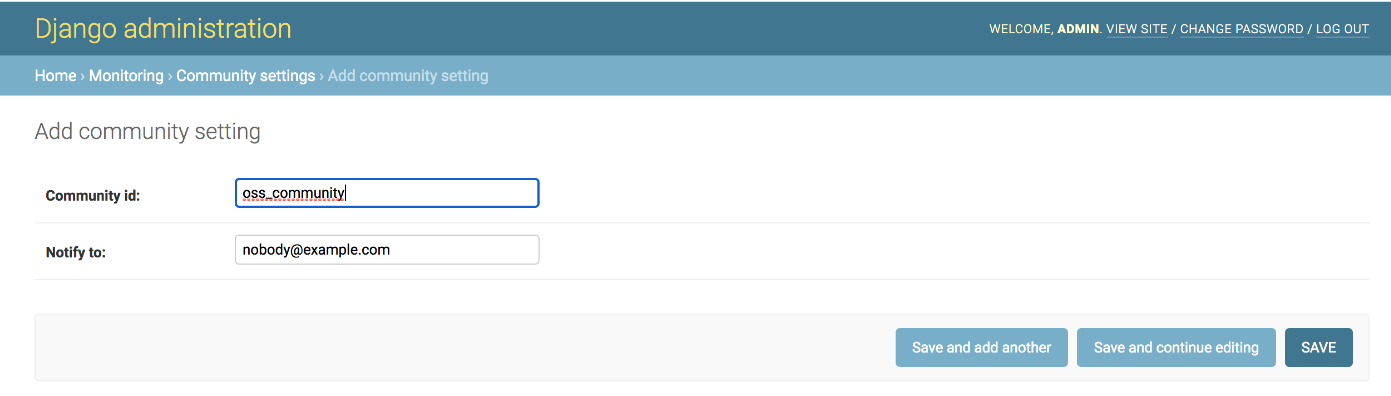 Django administration
WELCOME, ADMIN. VIEW SITE / CHANGE PASSWORD / LOG OUT
Home › Monitoring › Community settings › Add community setting
Add community setting
Community id: oss_community
Notify to: nobody@example.com
Save and add another Save and continue editing SAVE